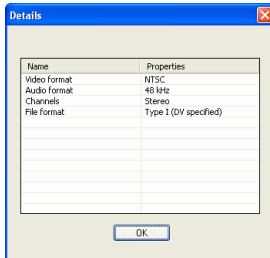 Details
Name Properties
Video format NTSC
Audio format 48 kHz
Channels Stereo
File format Type I (DV specified)
OK